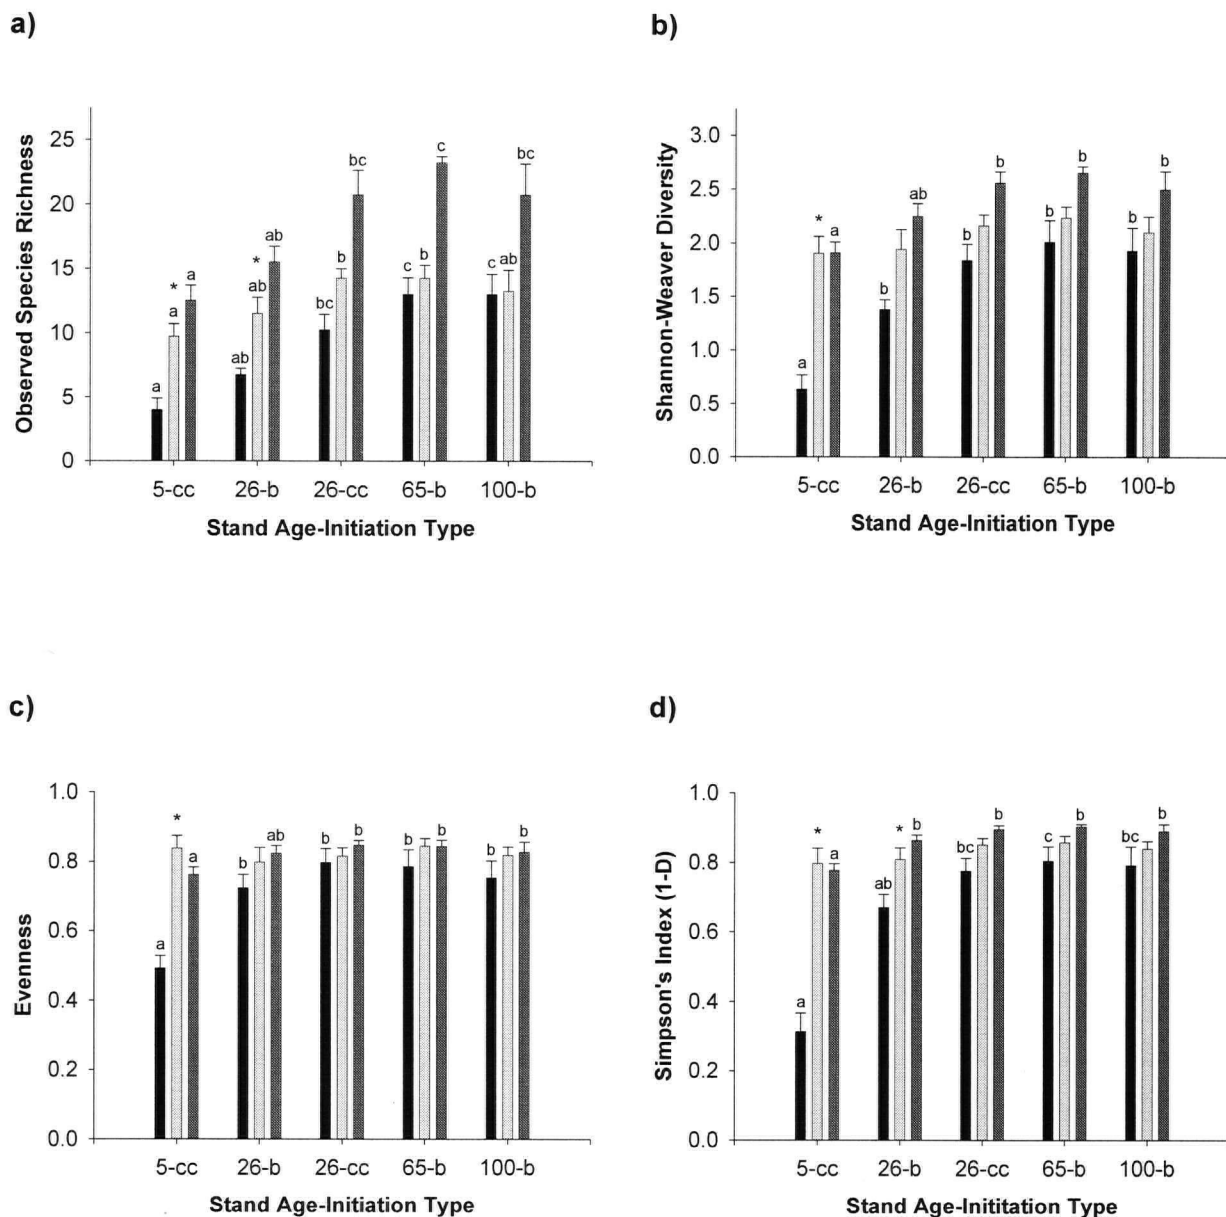 a)
Observed Species Richness
25
20
15
10
5
0
a
*
a
a
ab
*
ab
ab
bc
b
bc
c
b
c
c
ab
bc
5-cc 26-b 26-cc 65-b 100-b
Stand Age-Initiation Type
b)
Shannon-Weaver Diversity
3.0
2.5
2.0
1.5
1.0
0.5
0.0
a
*
a
b
ab
b
b
b
b
b
b
5-cc 26-b 26-cc 65-b 100-b
Stand Age-Initiation Type
c)
Evenness
1.0
0.8
0.6
0.4
0.2
0.0
a
*
a
b
ab
b
b
b
b
b
b
5-cc 26-b 26-cc 65-b 100-b
Stand Age-Initiation Type
d)
Simpson's Index (1-D)
1.0
0.8
0.6
0.4
0.2
0.0
a
*
a
ab
*
b
bc
b
c
b
bc
b
5-cc 26-b 26-cc 65-b 100-b
Stand Age-Inititation Type